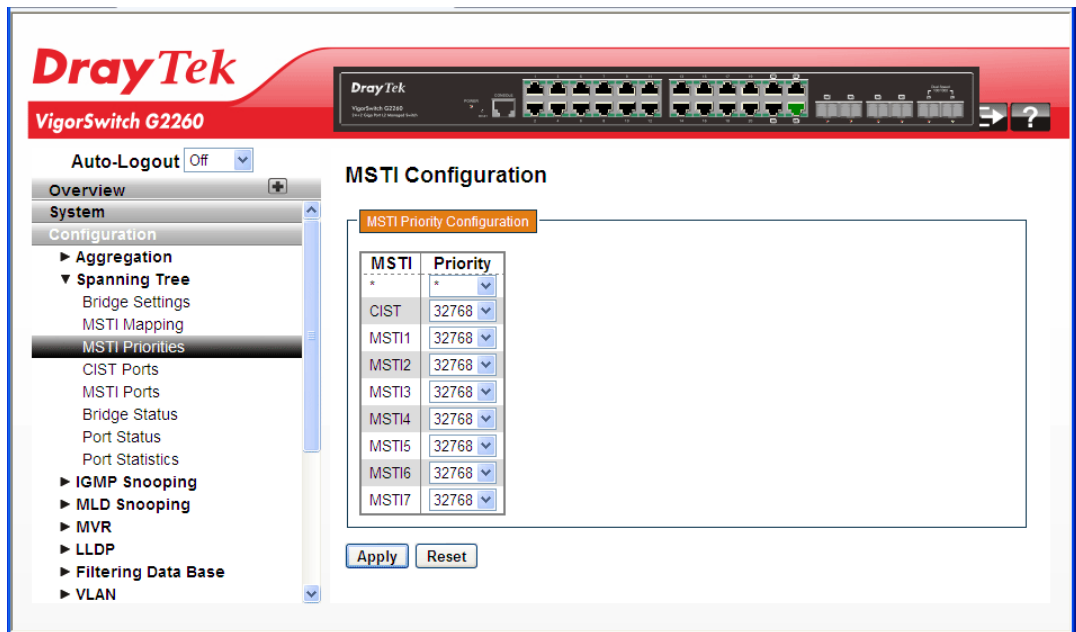 DrayTek
VigorSwitch G2260
DrayTek
VigorSwitch G2260
POWER
CONSOLE
?
Auto-Logout Off
Overview
System
Configuration
► Aggregation
▼ Spanning Tree
Bridge Settings
MSTI Mapping
MSTI Priorities
CIST Ports
MSTI Ports
Bridge Status
Port Status
Port Statistics
► IGMP Snooping
► MLD Snooping
► MVR
► LLDP
► Filtering Data Base
► VLAN
MSTI Configuration
MSTI Priority Configuration
MSTI Priority
* *
CIST 32768
MSTI1 32768
MSTI2 32768
MSTI3 32768
MSTI4 32768
MSTI5 32768
MSTI6 32768
MSTI7 32768
Apply Reset